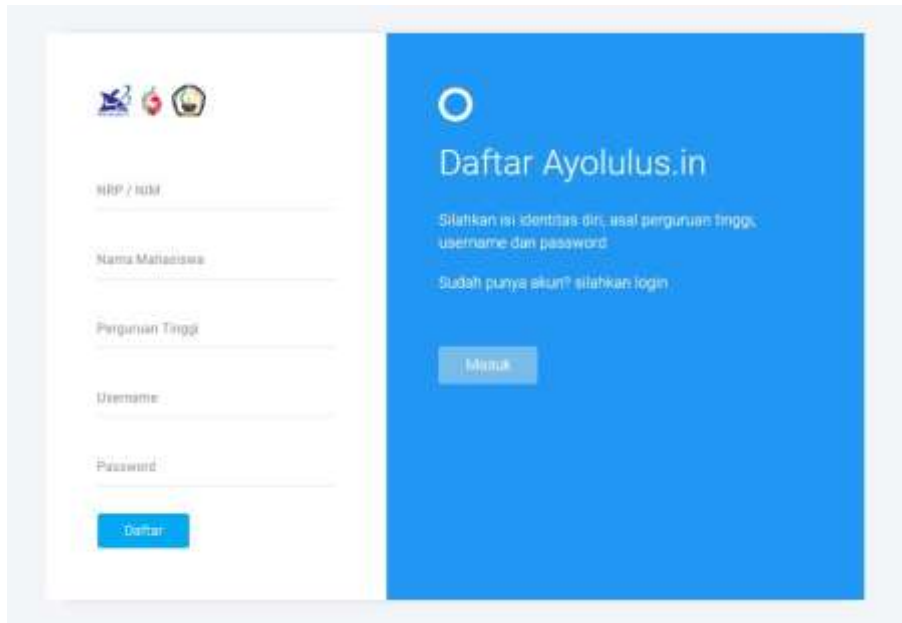 NRP / NIM
Nama Mahasiswa
Perguruan Tinggi
Username
Password
Daftar
Daftar Ayolulus.in
Silahkan isi identitas diri, asal perguruan tinggi,
username dan password
Sudah punya akun? silahkan login
Masuk